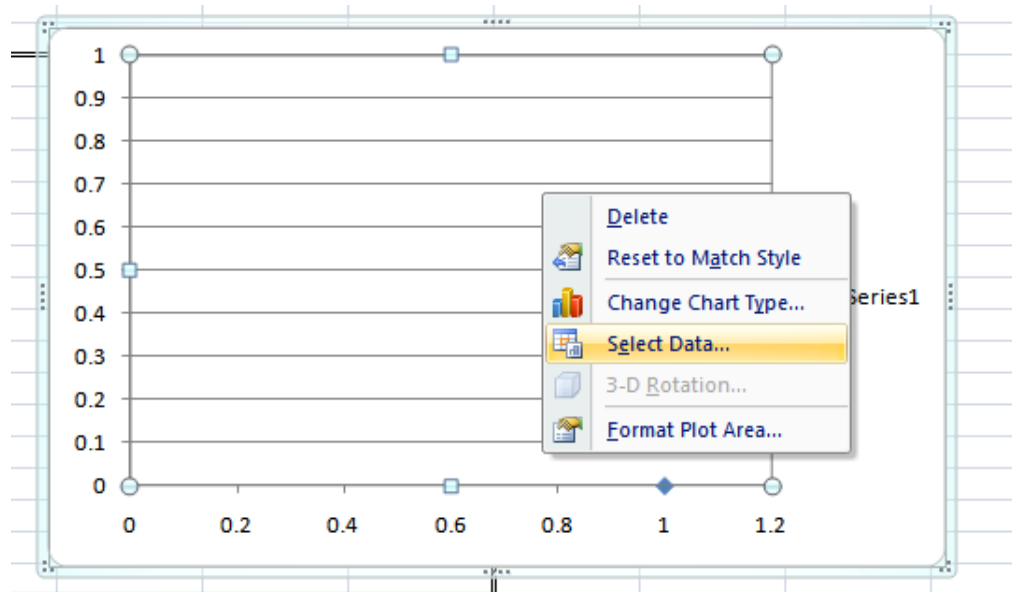 1
0.9
0.8
0.7
0.6
0.5
0.4
0.3
0.2
0.1
0
0 0.2 0.4 0.6 0.8 1 1.2
Delete
Reset to Match Style
Change Chart Type...
Select Data...
3-D Rotation...
Format Plot Area...
Series1